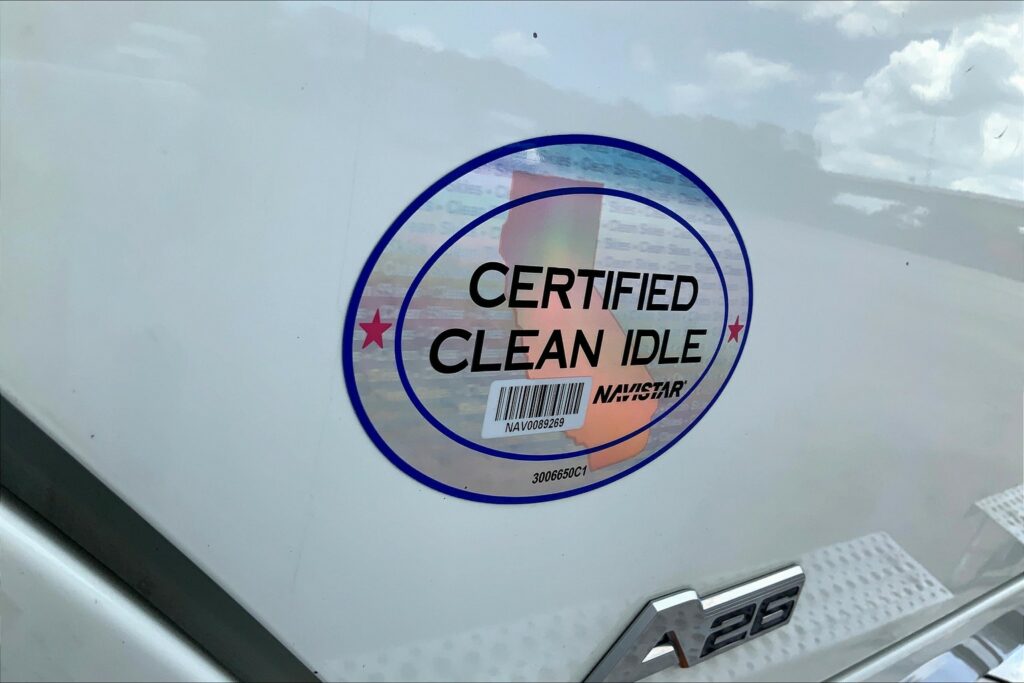 CERTIFIED
CLEAN IDLE
NAVISTAR
NAV0089269
3006650C1
A26